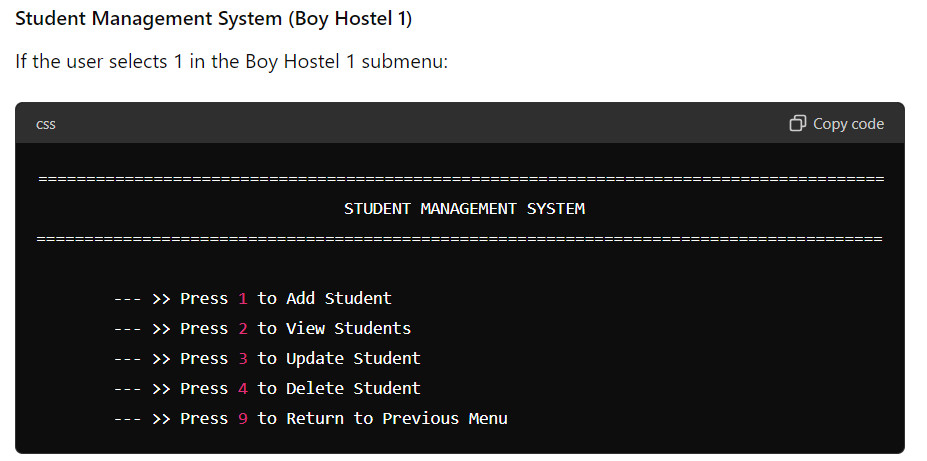 Student Management System (Boy Hostel 1)
If the user selects 1 in the Boy Hostel 1 submenu:
css
Copy code
========================================================================================
STUDENT MANAGEMENT SYSTEM
========================================================================================
--- >> Press 1 to Add Student
--- >> Press 2 to View Students
--- >> Press 3 to Update Student
--- >> Press 4 to Delete Student
--- >> Press 9 to Return to Previous Menu